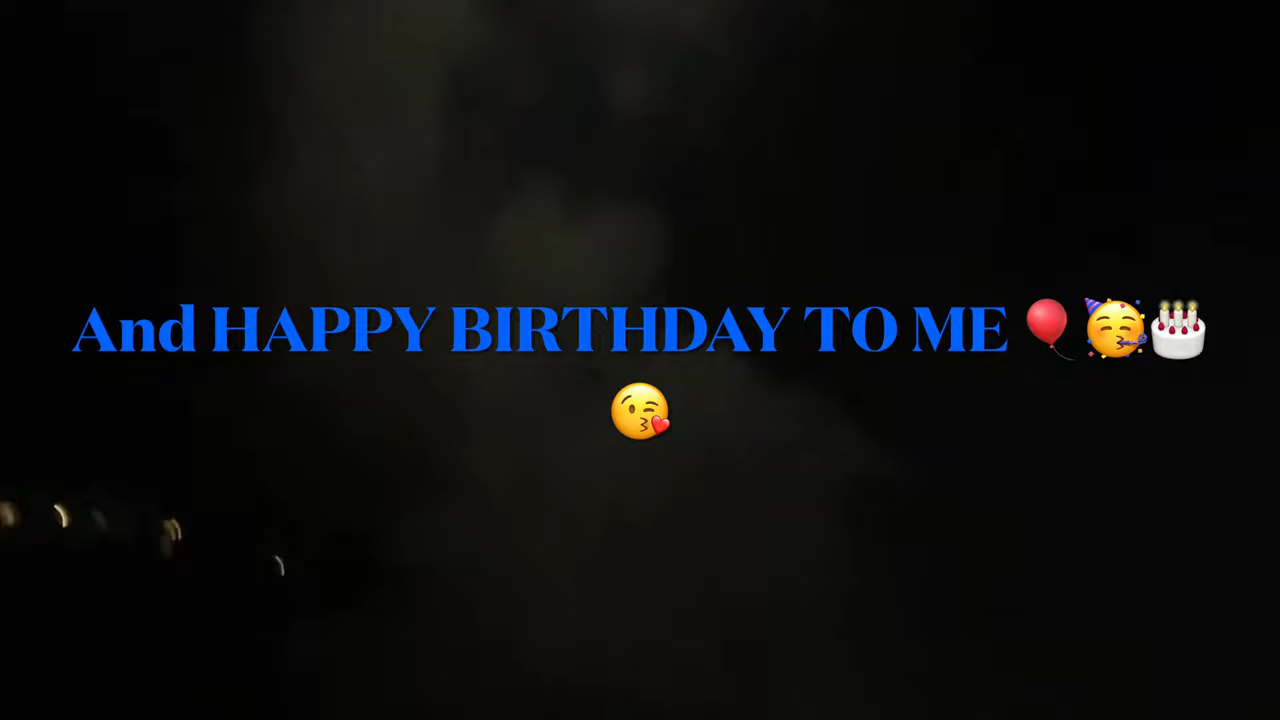 And HAPPY BIRTHDAY TO ME 🎈🥳🎂
😘